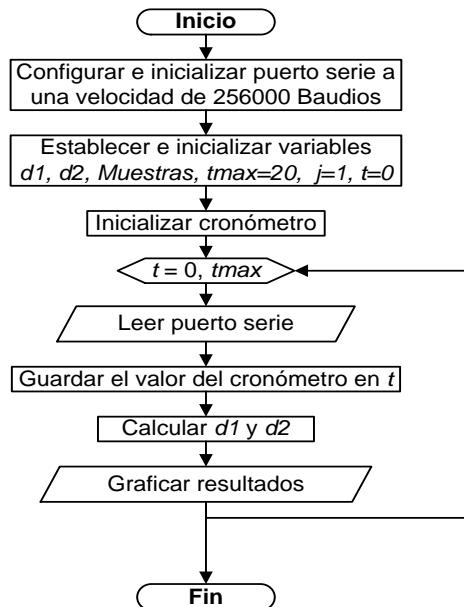 Inicio
Configurar e inicializar puerto serie a
una velocidad de 256000 Baudios
Establecer e inicializar variables
d1, d2, Muestras, tmax=20, j=1, t=0
Inicializar cronómetro
t = 0, tmax
Leer puerto serie
Guardar el valor del cronómetro en t
Calcular d1 y d2
Graficar resultados
Fin